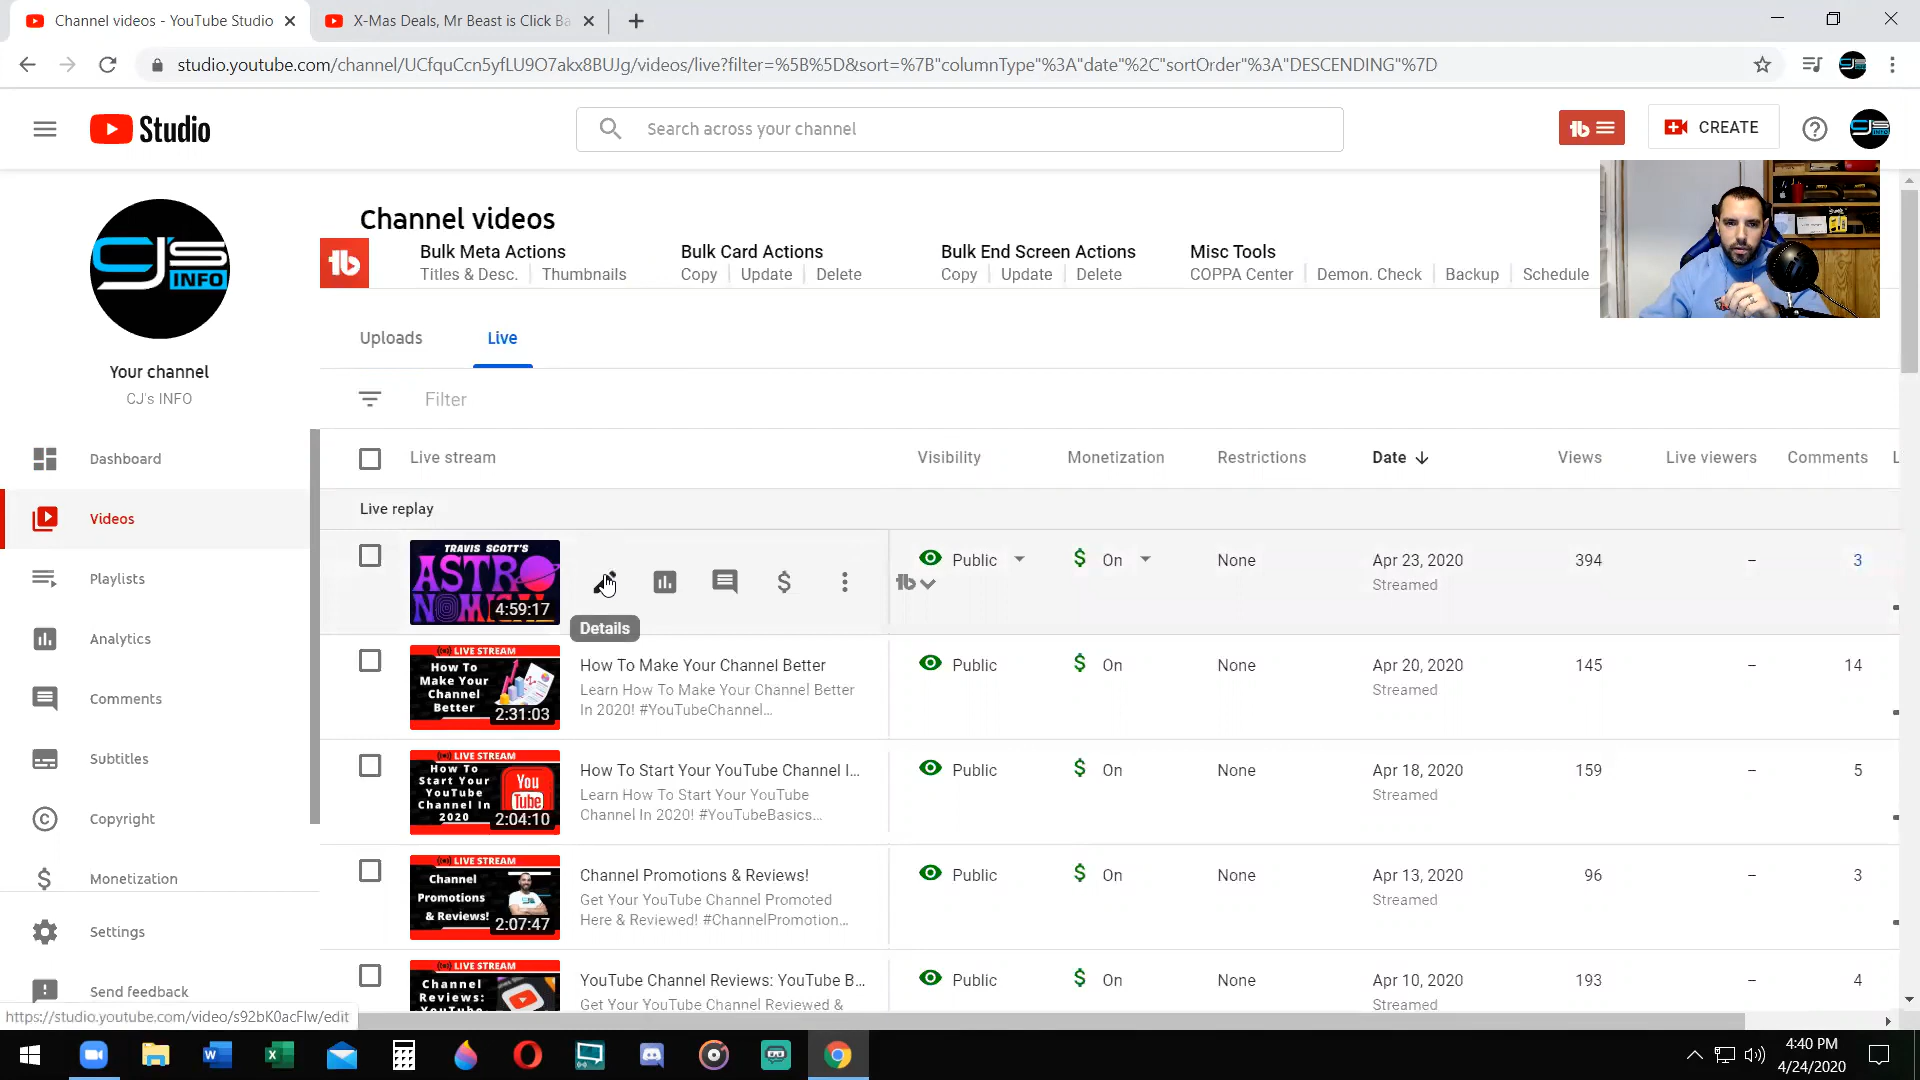 Channel videos - YouTube Studio
X-Mas Deals, Mr Beast is Click Ba
studio.youtube.com/channel/UCfquCcn5yfLU9O7akx8BUJg/videos/live?filter=%5B%5D&sort=%7B"columnType"%3A"date"%2C"sortOrder"%3A"DESCENDING"%7D
Studio
Search across your channel
CREATE
CJ'S INFO
Your channel
CJ's INFO
Dashboard
Videos
Playlists
Analytics
Comments
Subtitles
Copyright
Monetization
Settings
Send feedback
Channel videos
Bulk Meta Actions
Titles & Desc. Thumbnails
Bulk Card Actions
Copy Update Delete
Bulk End Screen Actions
Copy Update Delete
Misc Tools
COPPA Center Demon. Check Backup Schedule
Uploads Live
Filter
Live stream Visibility Monetization Restrictions Date Views Live viewers Comments L
Live replay
TRAVIS SCOTT'S
ASTRO
NOMI
4:59:17
Details
Public On None Apr 23, 2020 394 – 3
Streamed
LIVE STREAM
How To
Make Your
Channel
Better
2:31:03
How To Make Your Channel Better
Learn How To Make Your Channel Better
In 2020! #YouTubeChannel...
Public On None Apr 20, 2020 145 – 14
Streamed
LIVE STREAM
How To
Start Your
YouTube
Channel In
2020
You
Tube
2:04:10
How To Start Your YouTube Channel I...
Learn How To Start Your YouTube
Channel In 2020! #YouTubeBasics...
Public On None Apr 18, 2020 159 – 5
Streamed
LIVE STREAM
Channel
Promotions
& Reviews!
2:07:47
Channel Promotions & Reviews!
Get Your YouTube Channel Promoted
Here & Reviewed! #ChannelPromotion...
Public On None Apr 13, 2020 96 – 3
Streamed
LIVE STREAM
Channel
Reviews:
YouTube
YouTube Channel Reviews: YouTube B...
Get Your YouTube Channel Reviewed &
Public On None Apr 10, 2020 193 – 4
Streamed
https://studio.youtube.com/video/s92bK0acFlw/edit
4:40 PM
4/24/2020